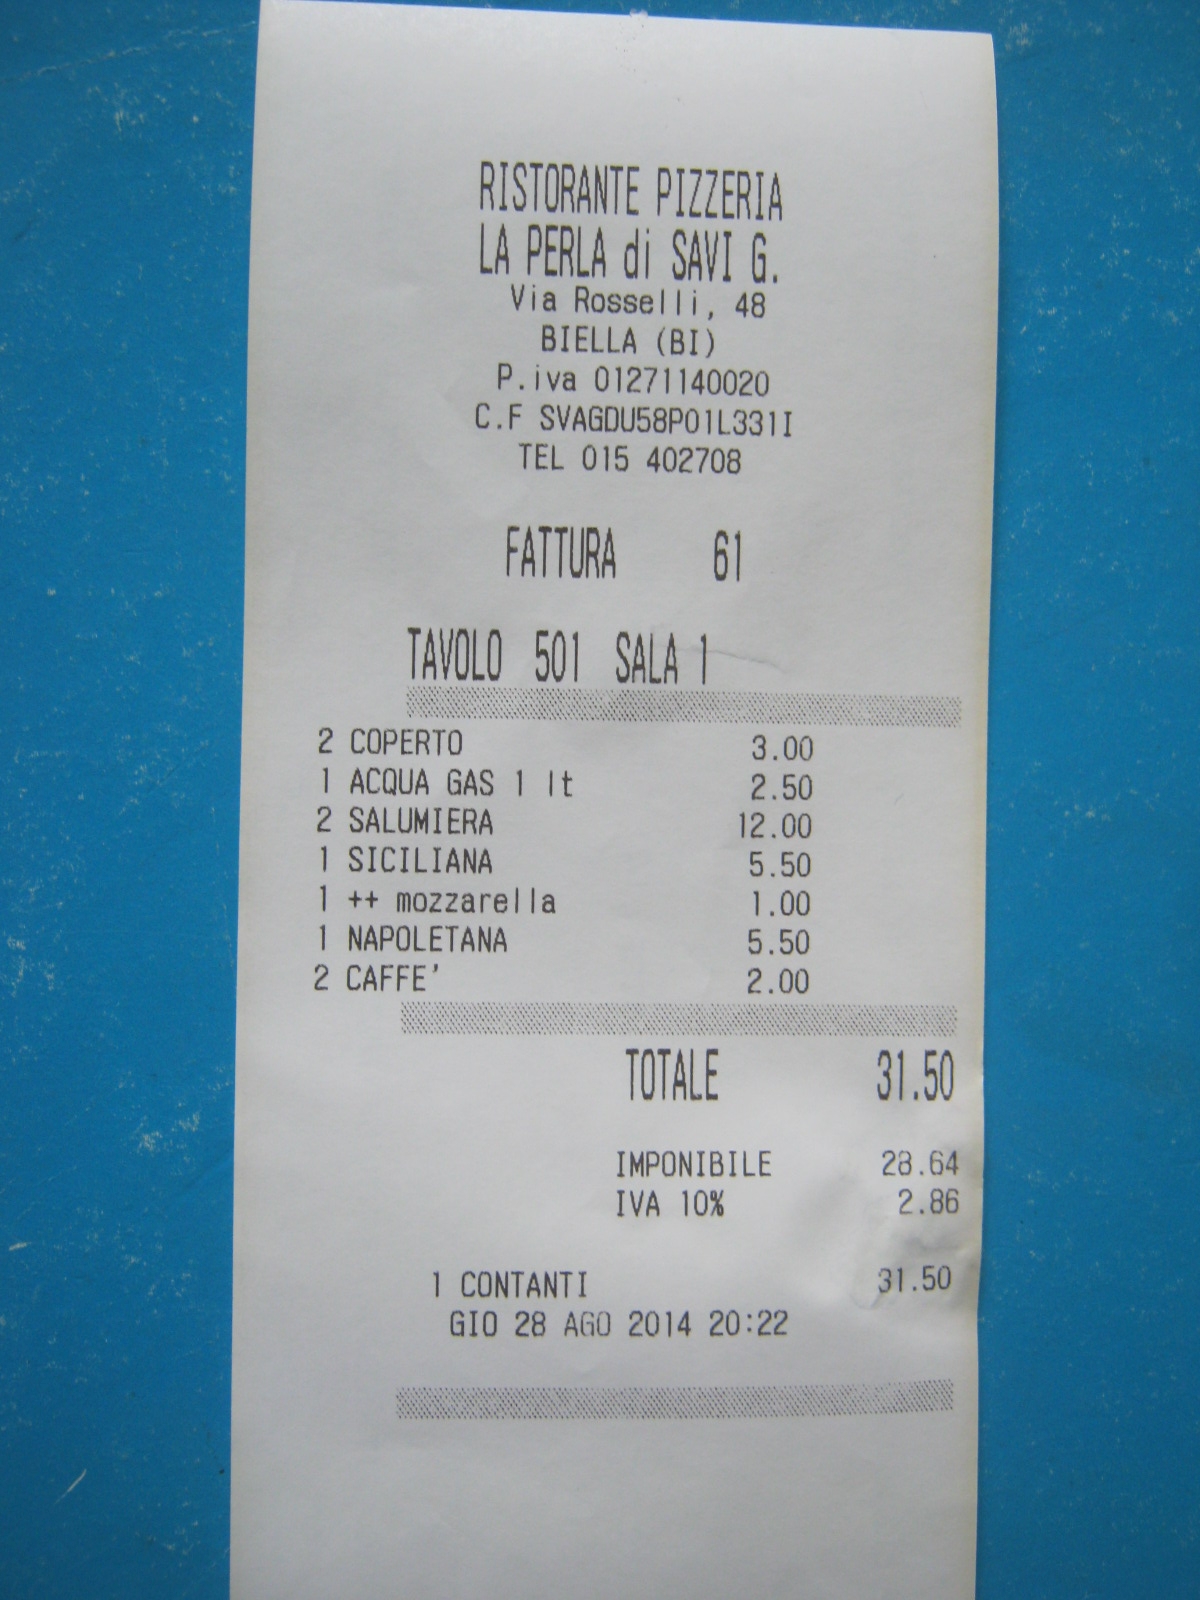 RISTORANTE PIZZERIA
LA PERLA di SAVI G.
Via Rosselli, 48
BIELLA (BI)
P.iva 01271140020
C.F SVAGDU58P01L331I
TEL 015 402708
FATTURA 61
TAVOLO 501 SALA 1
2 COPERTO 3.00
1 ACQUA GAS 1 lt 2.50
2 SALUMIERA 12.00
1 SICILIANA 5.50
1 ++ mozzarella 1.00
1 NAPOLETANA 5.50
2 CAFFE' 2.00
TOTALE 31.50
IMPONIBILE 28.64
IVA 10% 2.86
1 CONTANTI 31.50
GIO 28 AGO 2014 20:22